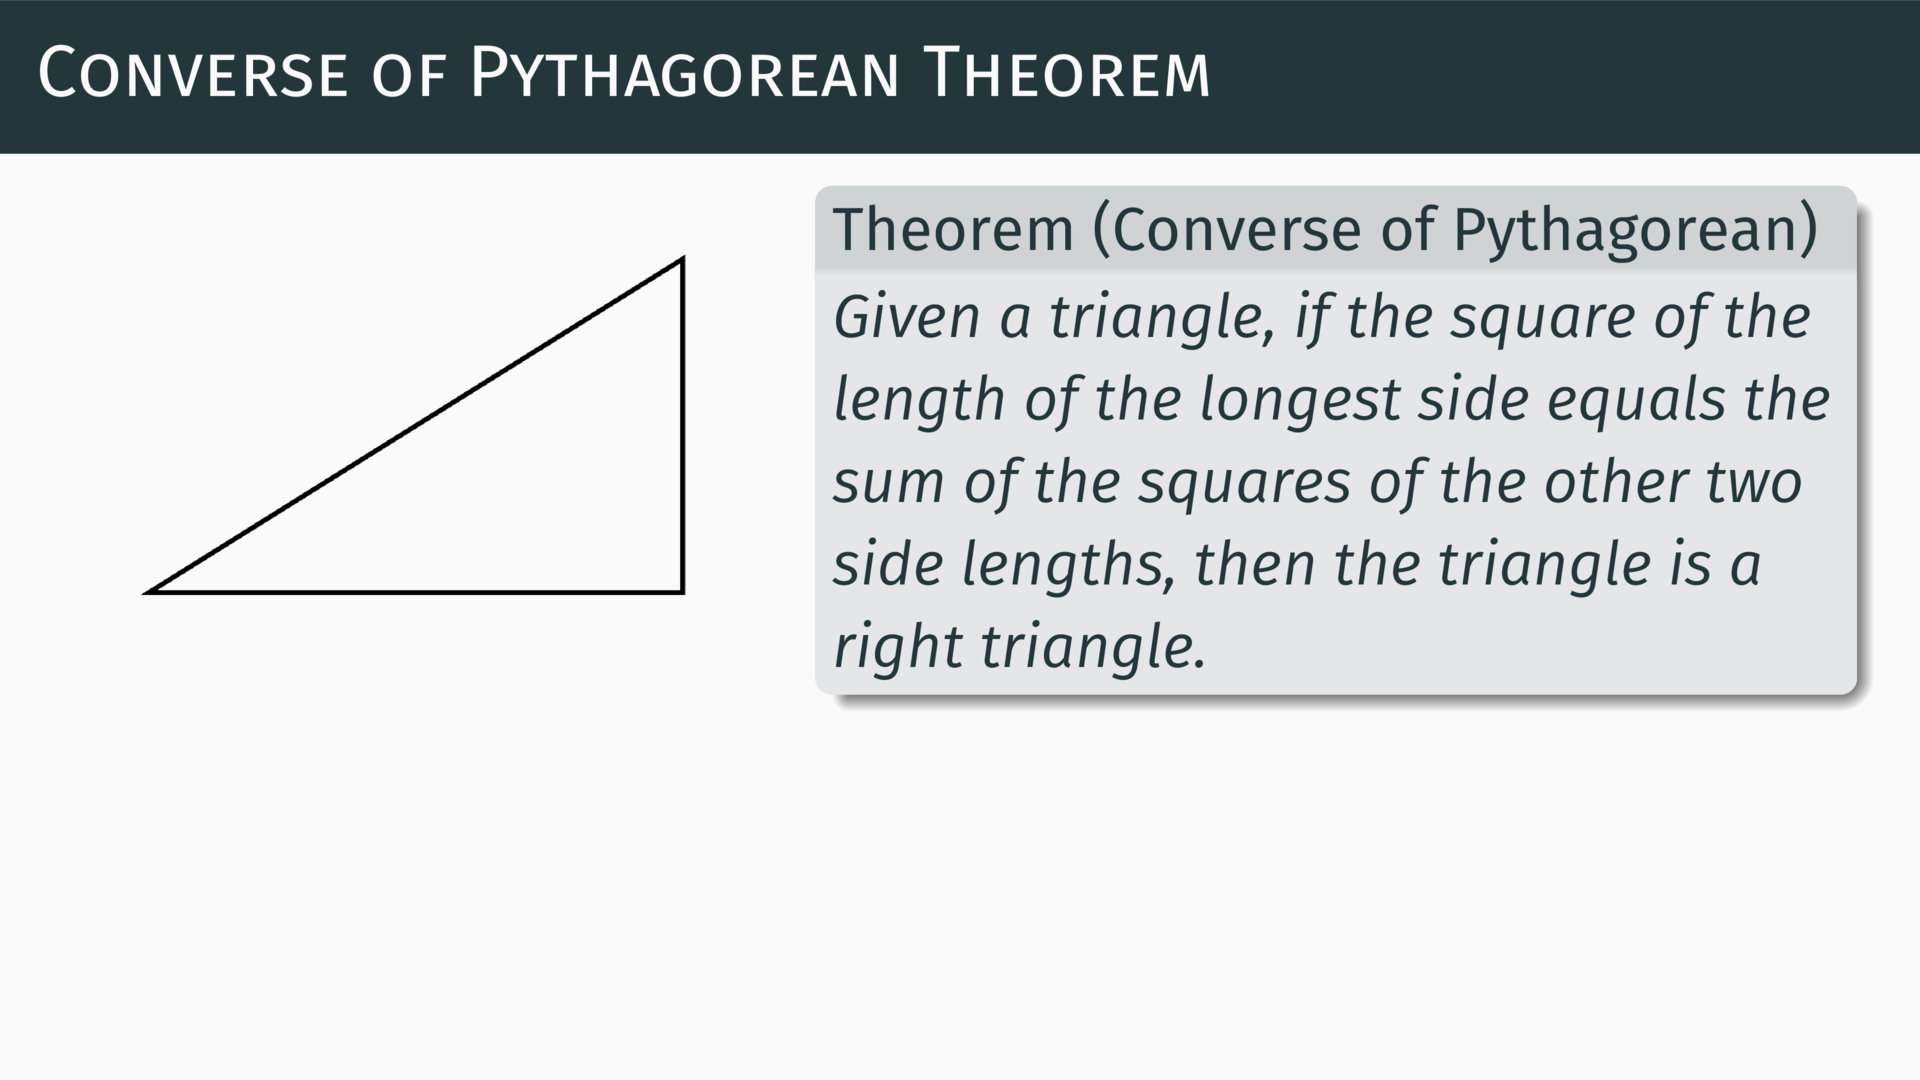 Converse of Pythagorean Theorem
Theorem (Converse of Pythagorean)
Given a triangle, if the square of the
length of the longest side equals the
sum of the squares of the other two
side lengths, then the triangle is a
right triangle.